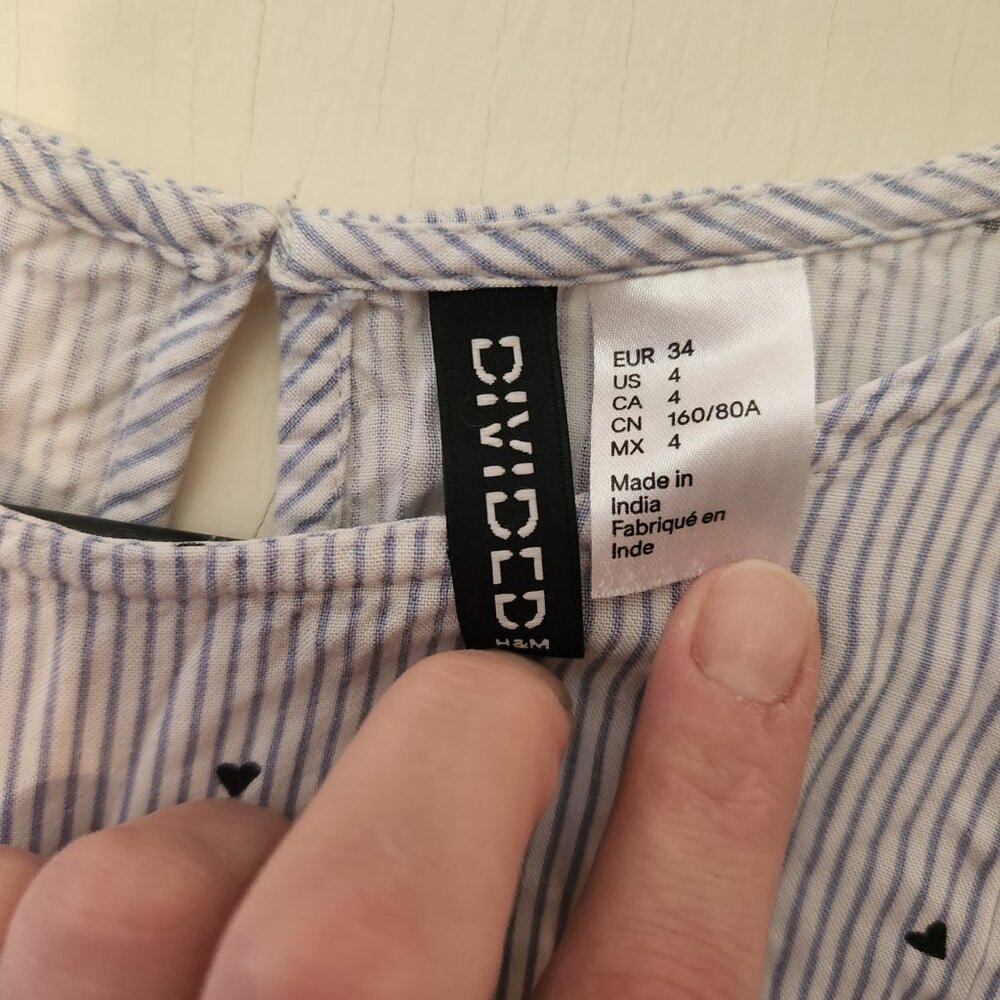 DIVIDED
H&M
EUR 34
US 4
CA 4
CN 160/80A
MX 4
Made in
India
Fabriqué en
Inde